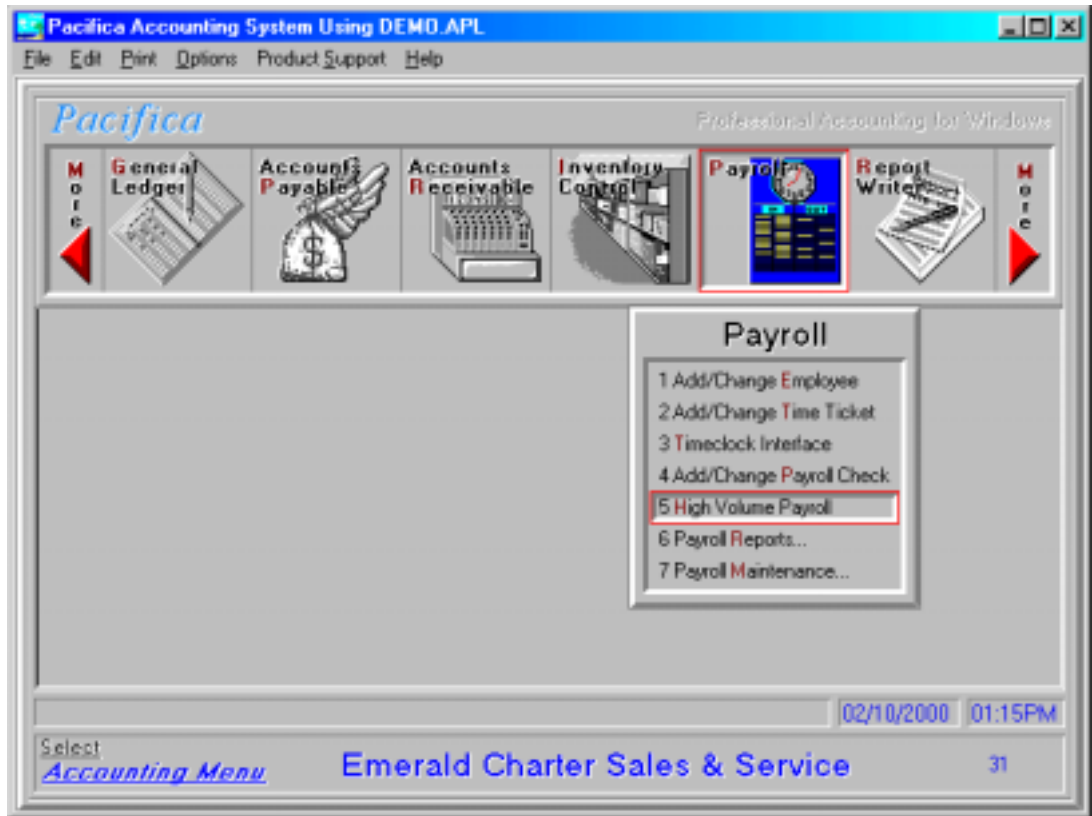 Pacifica Accounting System Using DEMO.APL
File Edit Print Options Product Support Help
Pacifica
Professional Accounting for Windows
More
General Ledger
Accounts Payable
Accounts Receivable
Inventory Control
Payroll
Report Writer
More
Payroll
1 Add/Change Employee
2 Add/Change Time Ticket
3 Timeclock Interface
4 Add/Change Payroll Check
5 High Volume Payroll
6 Payroll Reports...
7 Payroll Maintenance...
02/10/2000 01:15PM
Select
Accounting Menu
Emerald Charter Sales & Service
31